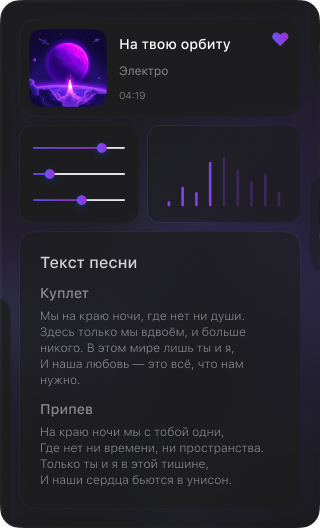 На твою орбиту
Электро
04:19
Текст песни
Куплет
Мы на краю ночи, где нет ни души.
Здесь только мы вдвоём, и больше
никого. В этом мире лишь ты и я,
И наша любовь — это всё, что нам
нужно.
Припев
На краю ночи мы с тобой одни,
Где нет ни времени, ни пространства.
Только ты и я в этой тишине,
И наши сердца бьются в унисон.